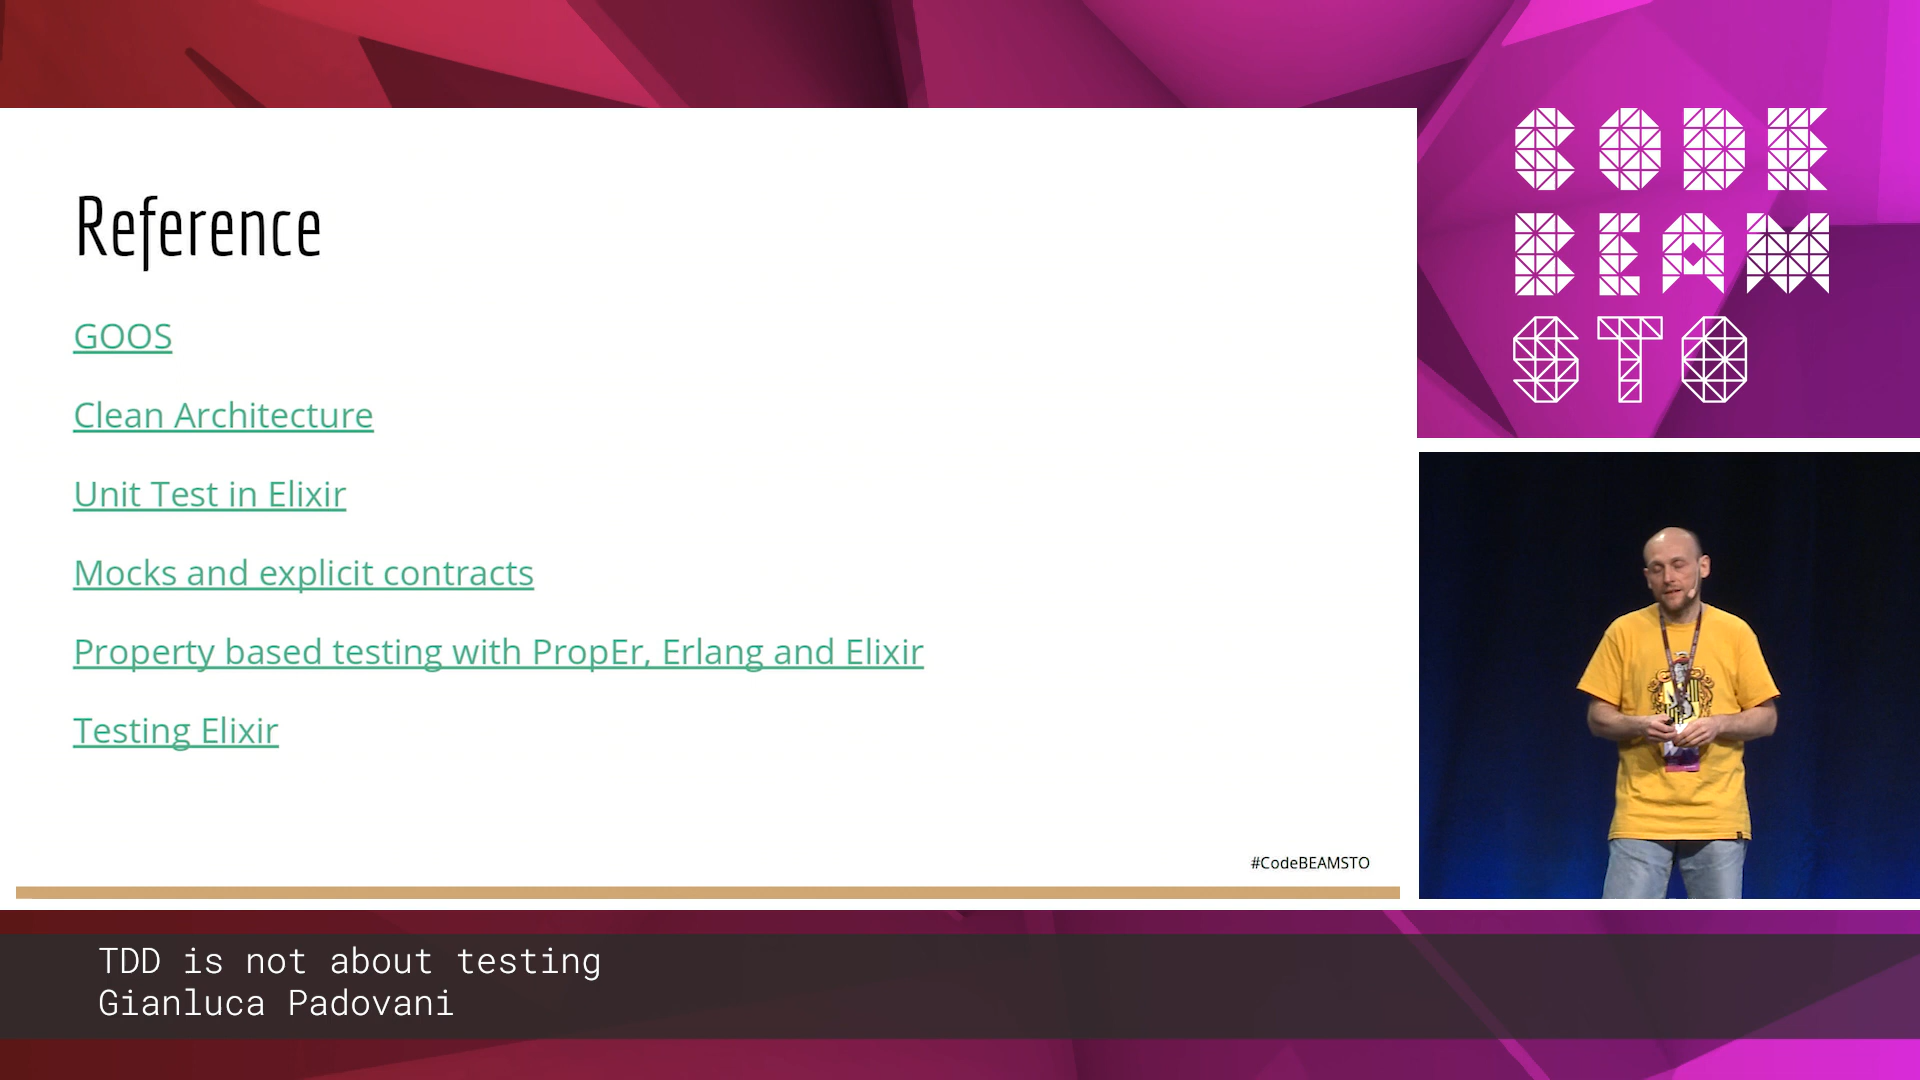 Reference
GOOS
Clean Architecture
Unit Test in Elixir
Mocks and explicit contracts
Property based testing with PropEr, Erlang and Elixir
Testing Elixir
#CodeBEAMSTO
CODE
BEAM
STO
TDD is not about testing
Gianluca Padovani